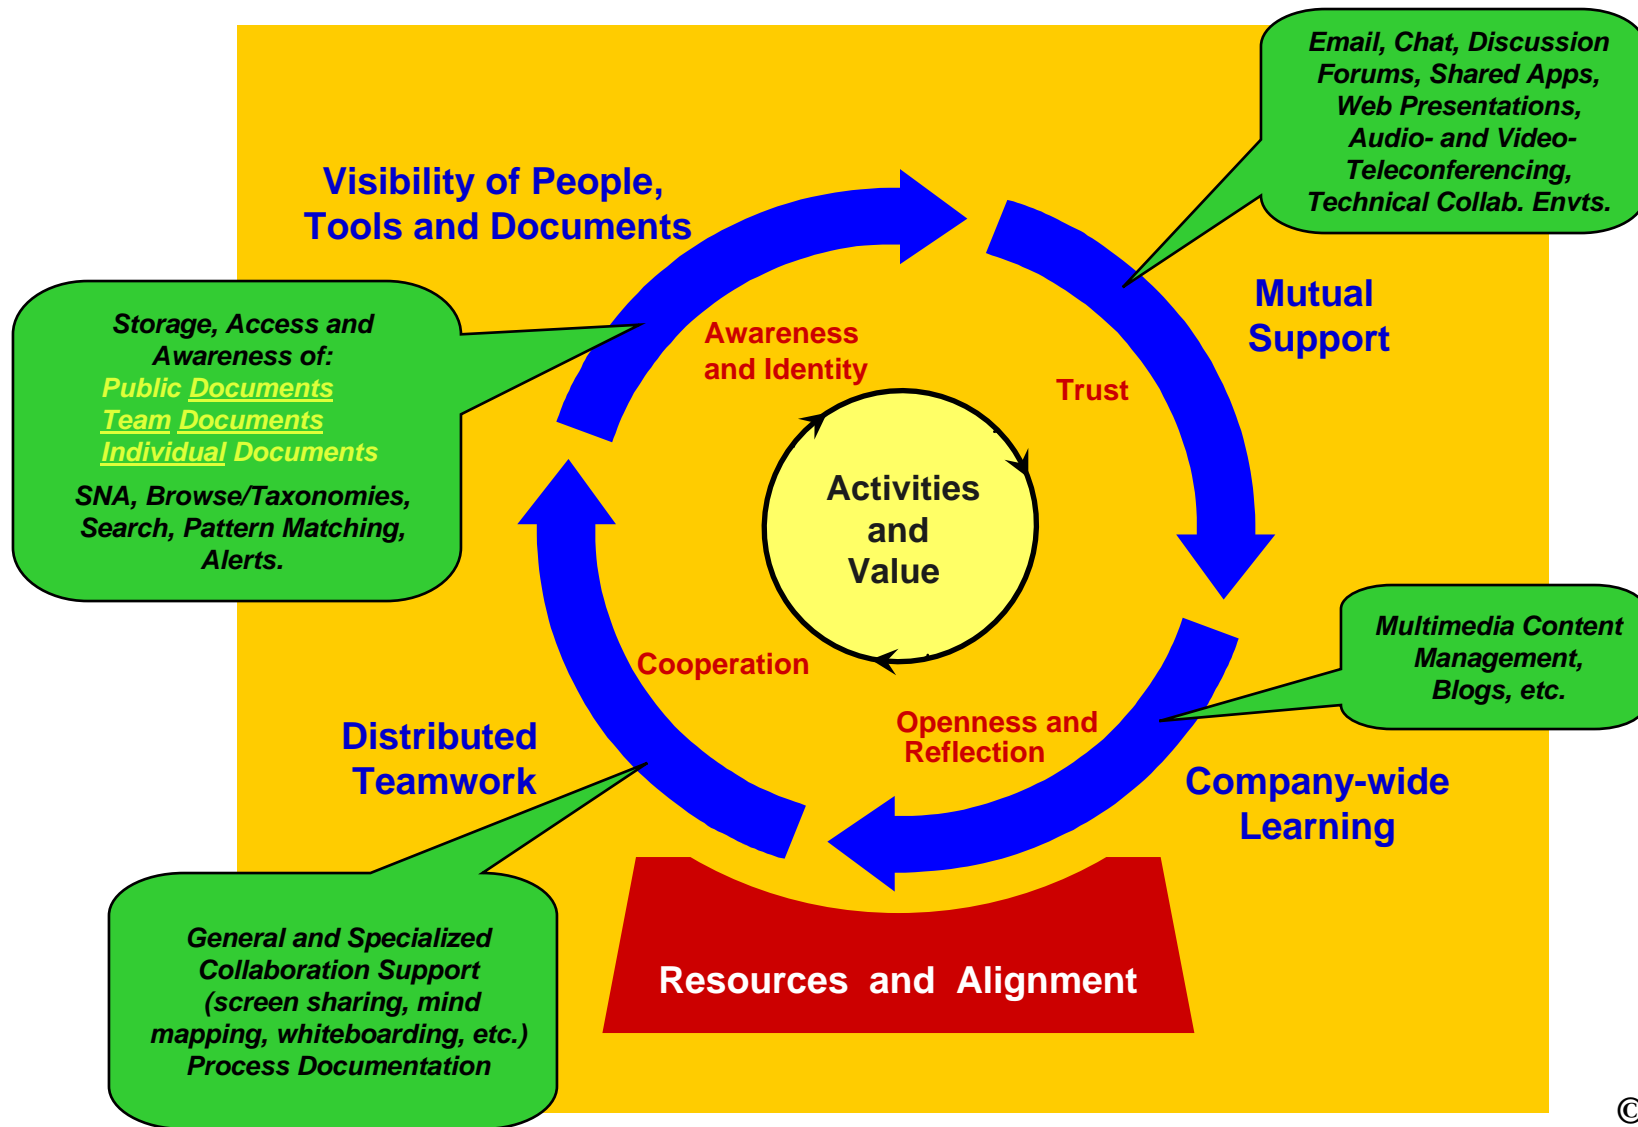 Email, Chat, Discussion
Forums, Shared Apps,
Web Presentations,
Audio- and Video-
Teleconferencing,
Technical Collab. Envts.
Visibility of People,
Tools and Documents
Mutual
Support
Storage, Access and
Awareness of:
Public Documents
Team Documents
Individual Documents
SNA, Browse/Taxonomies,
Search, Pattern Matching,
Alerts.
Awareness
and Identity
Trust
Activities
and
Value
Multimedia Content
Management,
Blogs, etc.
Cooperation
Openness and
Reflection
Distributed
Teamwork
Company-wide
Learning
General and Specialized
Collaboration Support
(screen sharing, mind
mapping, whiteboarding, etc.)
Process Documentation
Resources and Alignment
©